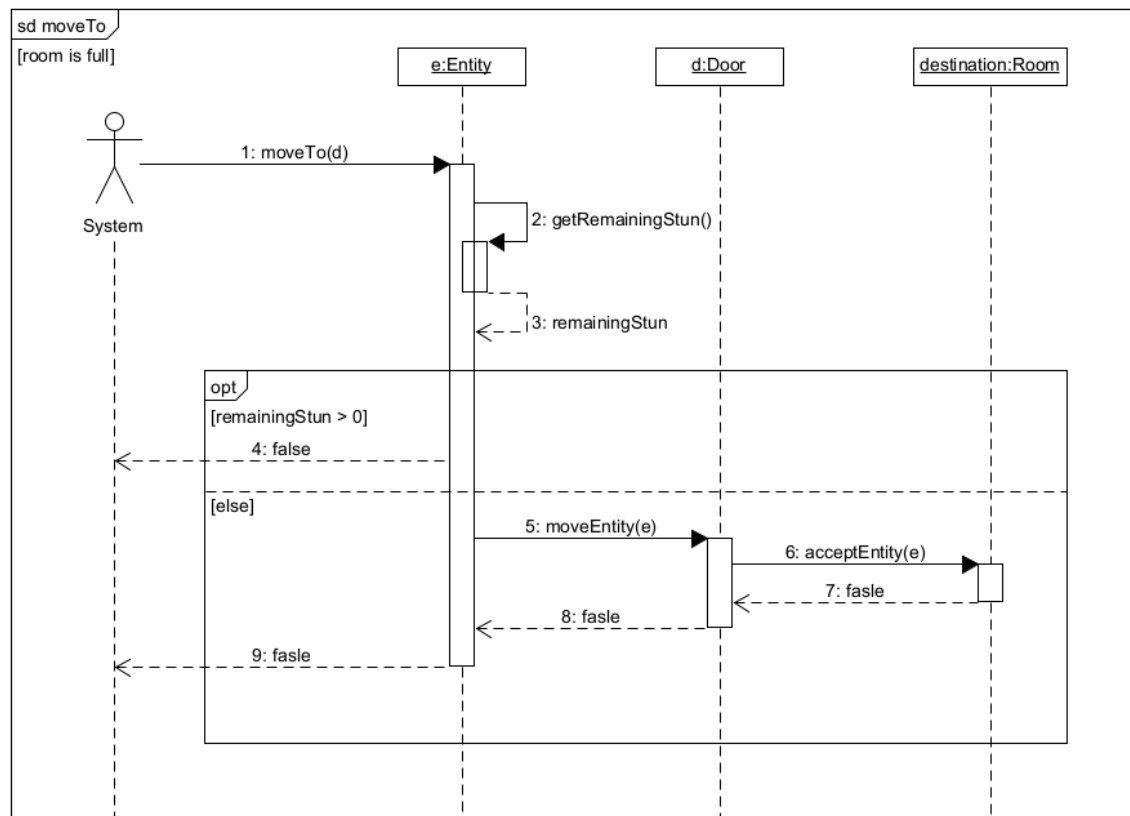 sd moveTo
[room is full]
e:Entity
d:Door
destination:Room
1: moveTo(d)
System
2: getRemainingStun()
3: remainingStun
opt
[remainingStun > 0]
4: false
[else]
5: moveEntity(e)
6: acceptEntity(e)
7: fasle
8: fasle
9: fasle